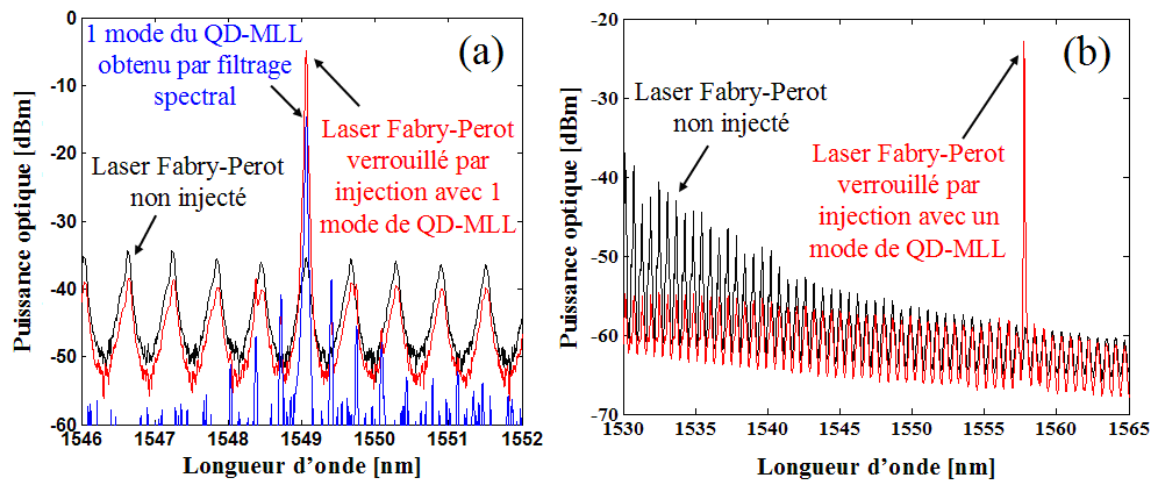 (a)
1 mode du QD-MLL
obtenu par filtrage
spectral
Laser Fabry-Perot
non injecté
Laser Fabry-Perot
verrouillé par
injection avec 1
mode de QD-MLL
Puissance optique [dBm]
0
-10
-20
-30
-40
-50
-60
1546
1547
1548
1549
1550
1551
1552
Longueur d’onde [nm]
(b)
Laser Fabry-Perot
non injecté
Laser Fabry-Perot
verrouillé par
injection avec un
mode de QD-MLL
Puissance optique [dBm]
-20
-30
-40
-50
-60
-70
1530
1535
1540
1545
1550
1555
1560
1565
Longueur d’onde [nm]